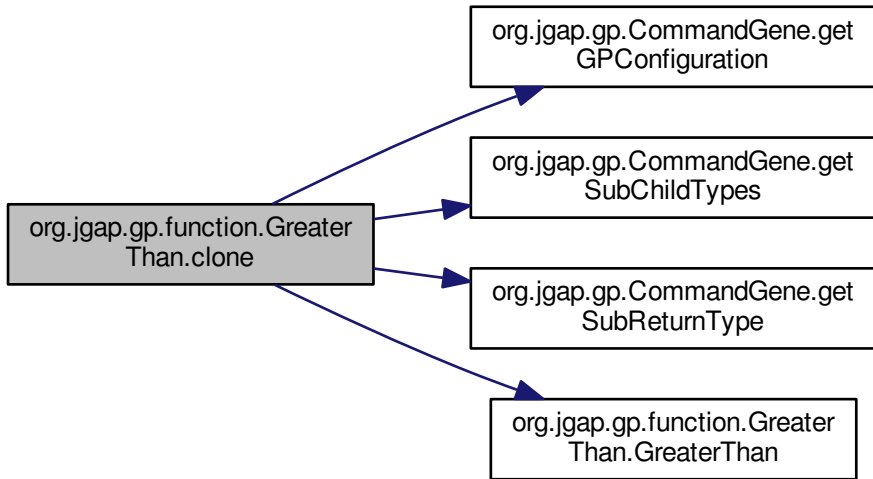 org.jgap.gp.CommandGene.get
GPConfiguration
org.jgap.gp.CommandGene.get
SubChildTypes
org.jgap.gp.function.Greater
Than.clone
org.jgap.gp.CommandGene.get
SubReturnType
org.jgap.gp.function.Greater
Than.GreaterThan